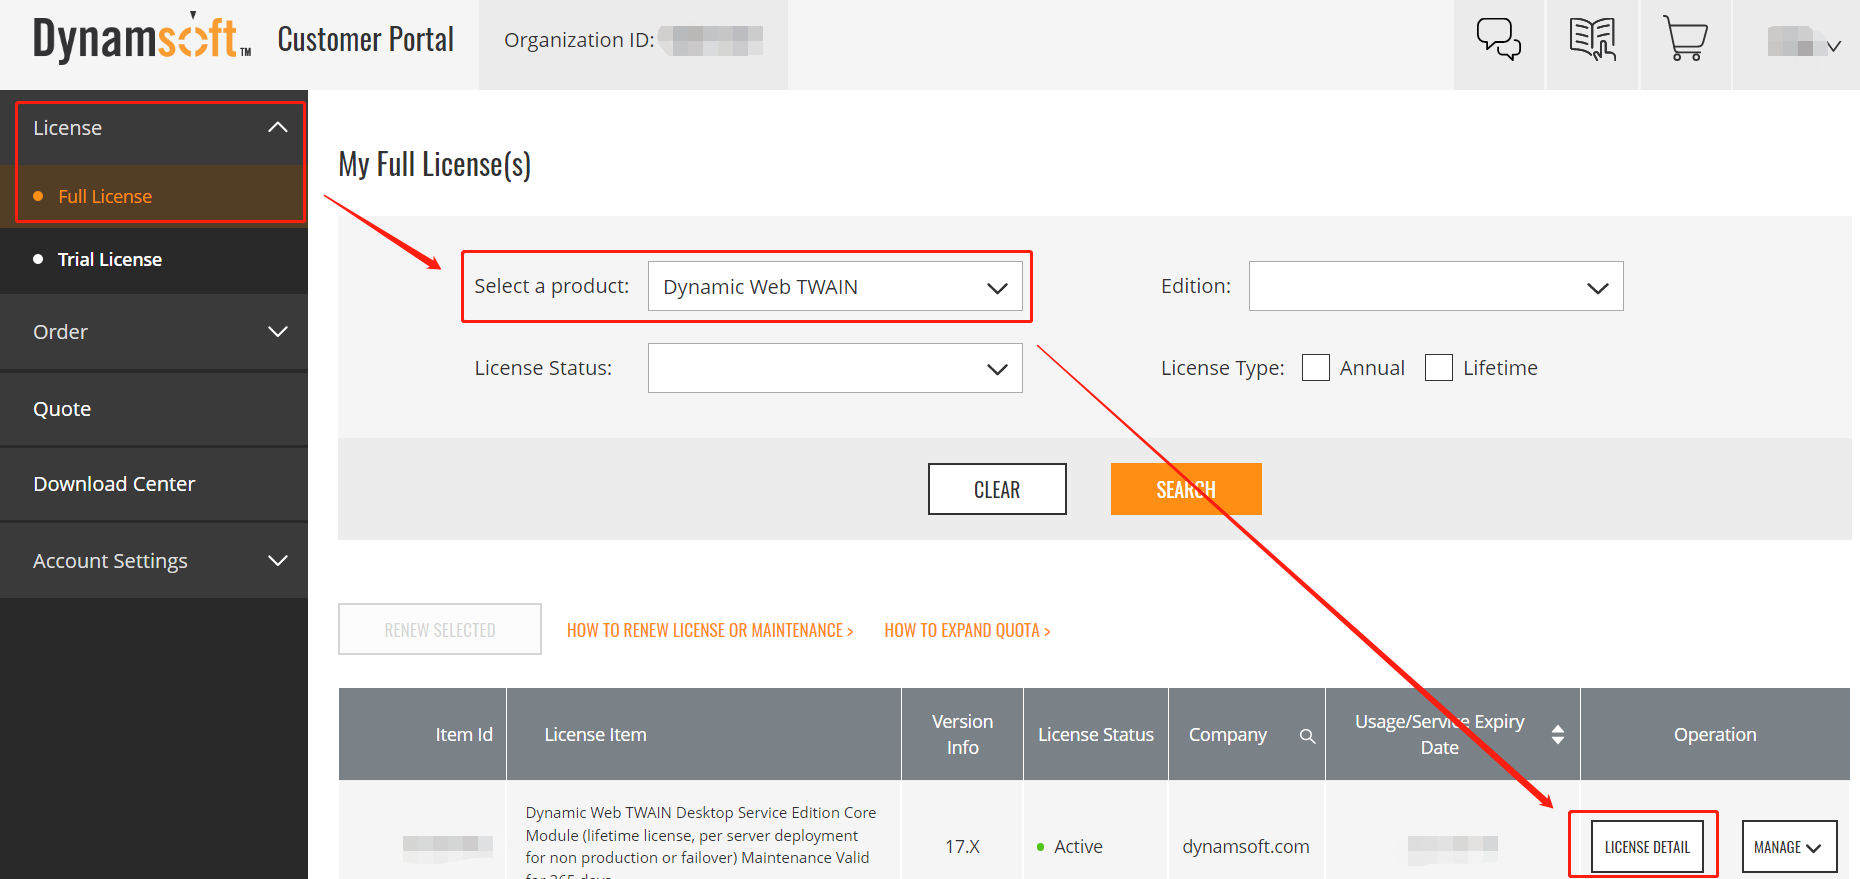 Dynamsoft™ Customer Portal
Organization ID:
License
Full License
Trial License
Order
Quote
Download Center
Account Settings
My Full License(s)
Select a product: Dynamic Web TWAIN
Edition:
License Status:
License Type: Annual Lifetime
CLEAR
SEARCH
RENEW SELECTED
HOW TO RENEW LICENSE OR MAINTENANCE >
HOW TO EXPAND QUOTA >
Item Id
License Item
Version
Info
License Status
Company
Usage/Service Expiry
Date
Operation
Dynamic Web TWAIN Desktop Service Edition Core
Module (lifetime license, per server deployment
for non production or failover) Maintenance Valid
for 365 days
17.X
Active
dynamsoft.com
LICENSE DETAIL
MANAGE